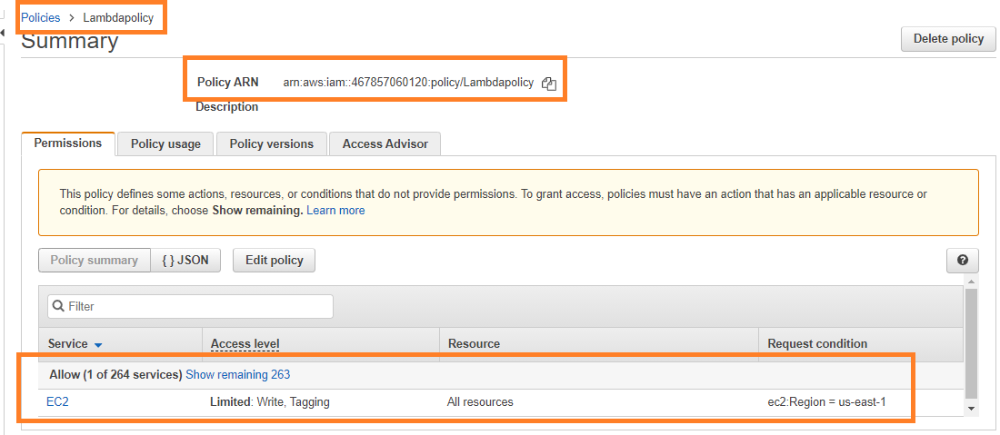 Policies > Lambdapolicy
Summary
Delete policy
Policy ARN arn:aws:iam::467857060120:policy/Lambdapolicy
Description
Permissions Policy usage Policy versions Access Advisor
This policy defines some actions, resources, or conditions that do not provide permissions. To grant access, policies must have an action that has an applicable resource or
condition. For details, choose Show remaining. Learn more
Policy summary { } JSON Edit policy ?
Filter
Service Access level Resource Request condition
Allow (1 of 264 services) Show remaining 263
EC2 Limited: Write, Tagging All resources ec2:Region = us-east-1